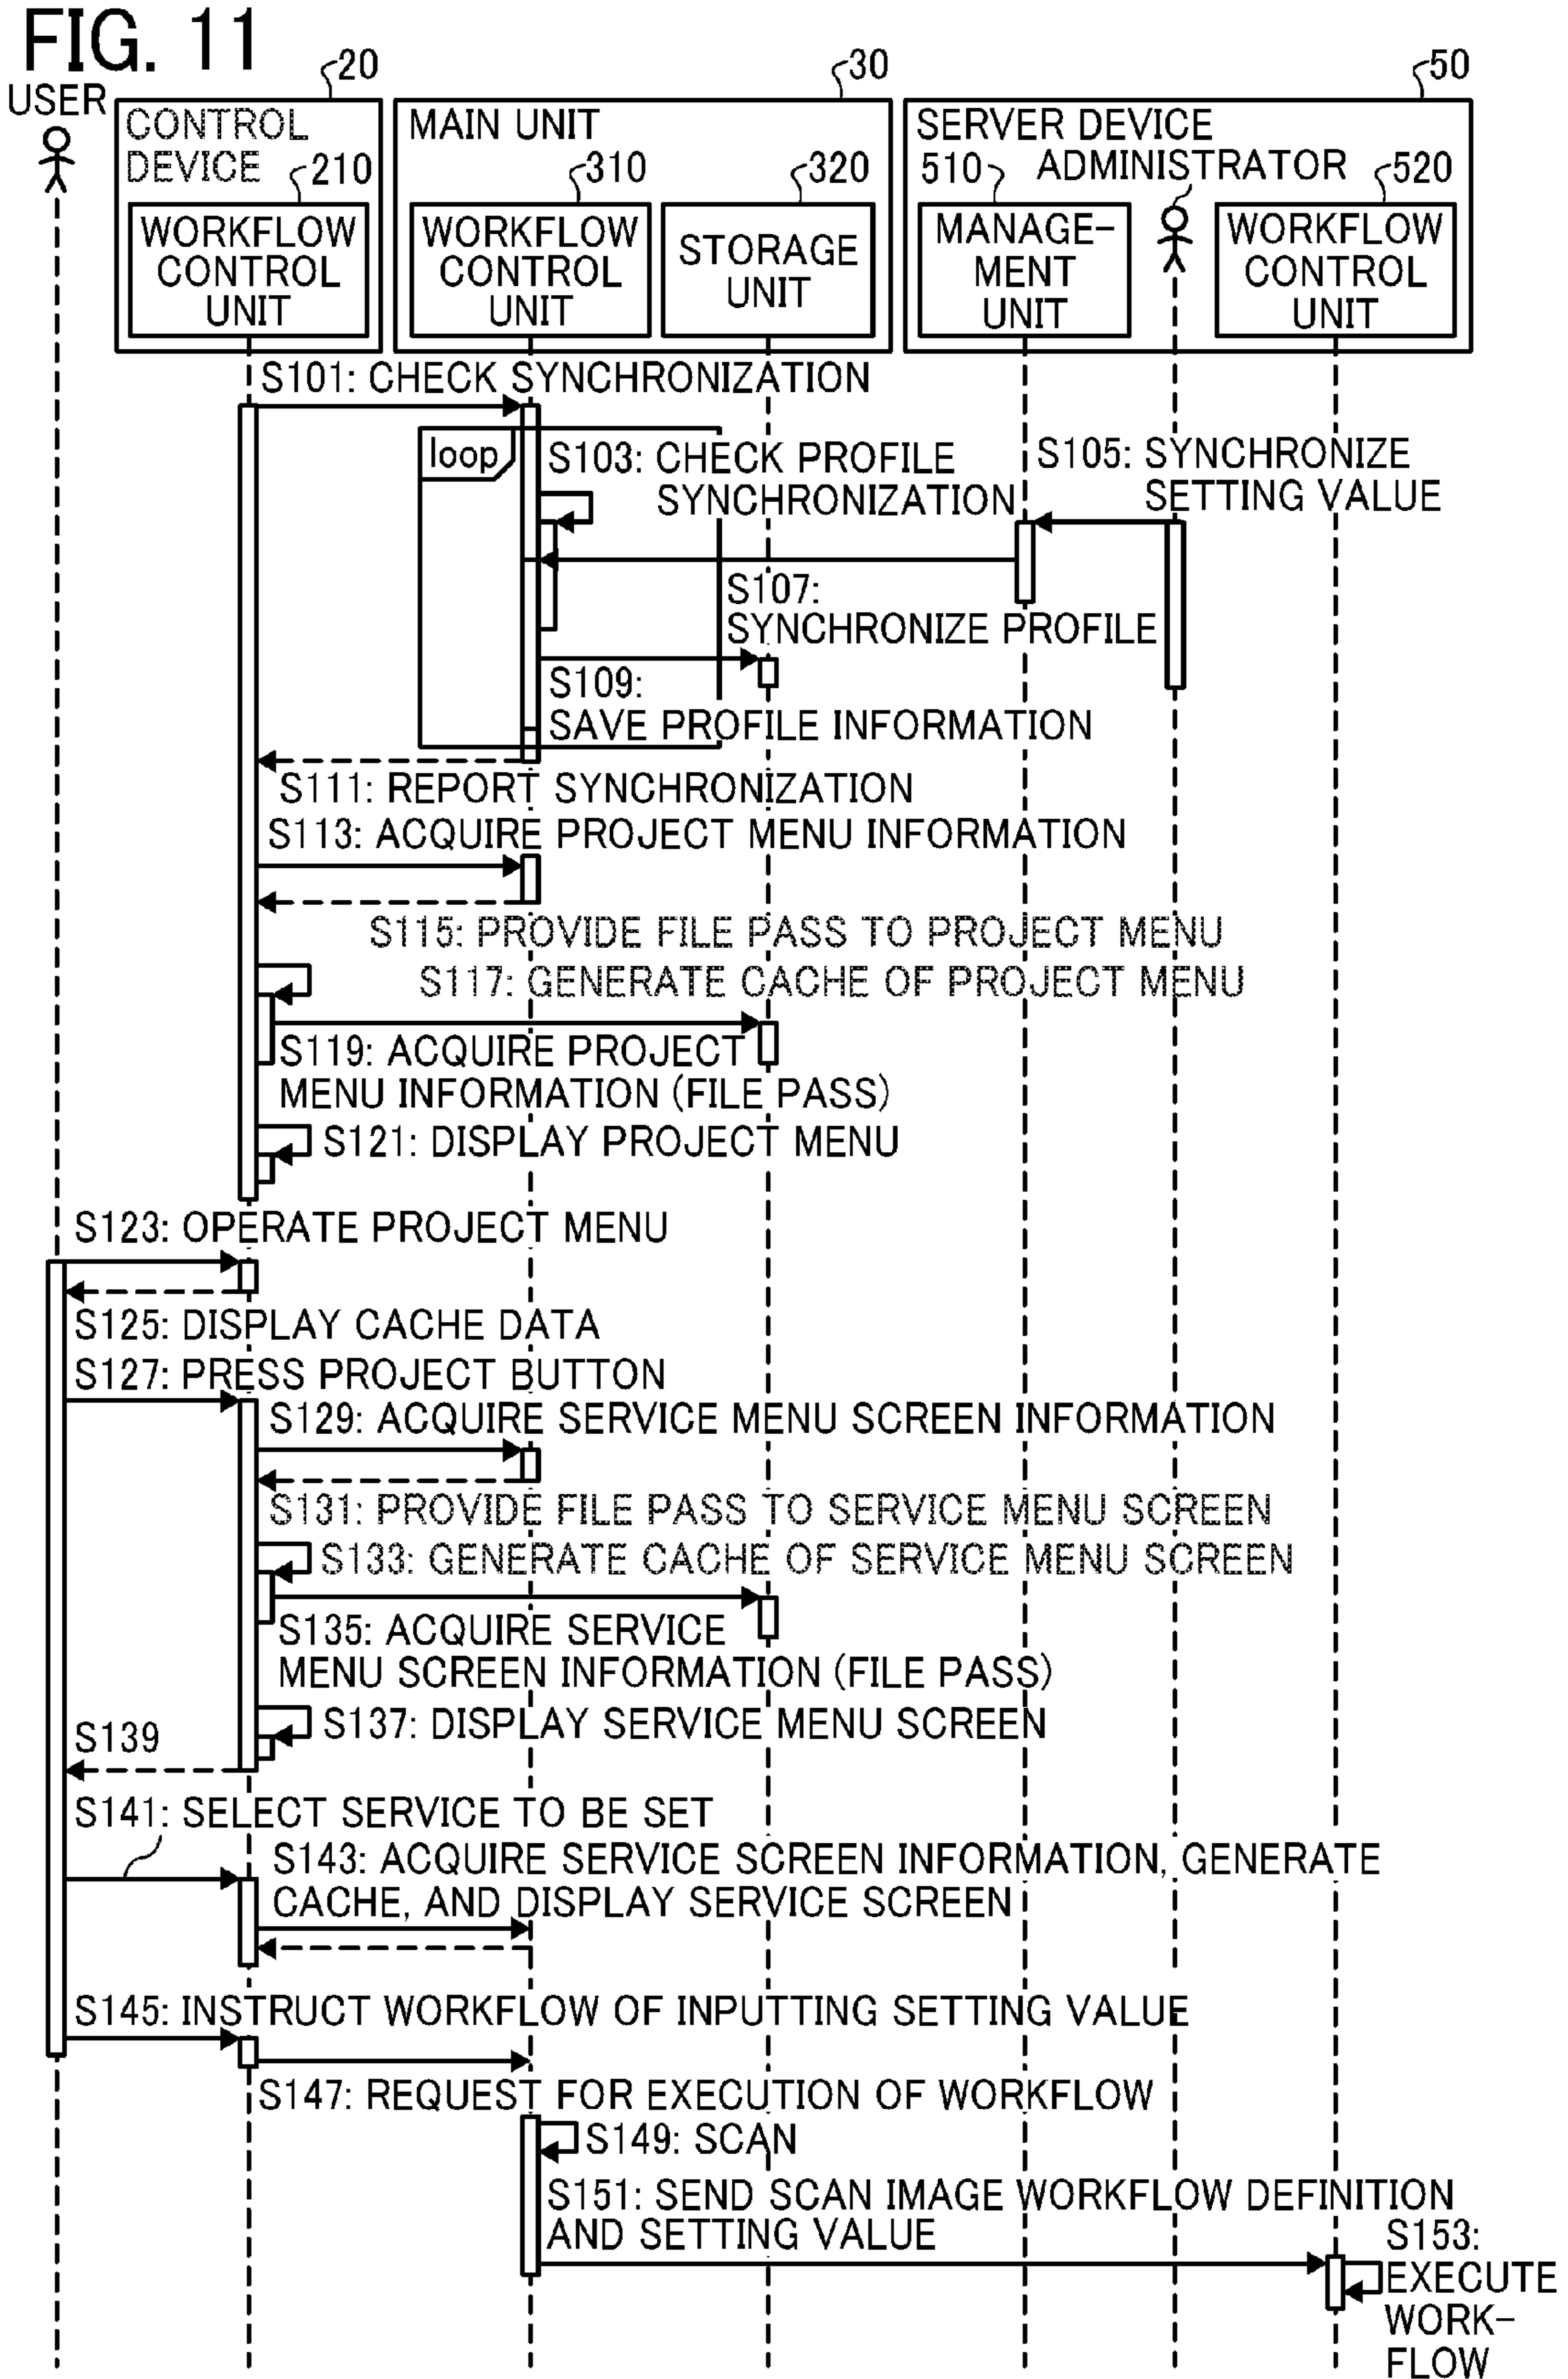 FIG. 11
USER
20
30
50
CONTROL
DEVICE
210
MAIN UNIT
310
320
SERVER DEVICE
510
ADMINISTRATOR
520
WORKFLOW
CONTROL
UNIT
WORKFLOW
CONTROL
UNIT
STORAGE
UNIT
MANAGE-
MENT
UNIT
WORKFLOW
CONTROL
UNIT
S101: CHECK SYNCHRONIZATION
loop
S103: CHECK PROFILE
SYNCHRONIZATION
S105: SYNCHRONIZE
SETTING VALUE
S107:
SYNCHRONIZE PROFILE
S109:
SAVE PROFILE INFORMATION
S111: REPORT SYNCHRONIZATION
S113: ACQUIRE PROJECT MENU INFORMATION
S115: PROVIDE FILE PASS TO PROJECT MENU
S117: GENERATE CACHE OF PROJECT MENU
S119: ACQUIRE PROJECT
MENU INFORMATION (FILE PASS)
S121: DISPLAY PROJECT MENU
S123: OPERATE PROJECT MENU
S125: DISPLAY CACHE DATA
S127: PRESS PROJECT BUTTON
S129: ACQUIRE SERVICE MENU SCREEN INFORMATION
S131: PROVIDE FILE PASS TO SERVICE MENU SCREEN
S133: GENERATE CACHE OF SERVICE MENU SCREEN
S135: ACQUIRE SERVICE
MENU SCREEN INFORMATION (FILE PASS)
S137: DISPLAY SERVICE MENU SCREEN
S139
S141: SELECT SERVICE TO BE SET
S143: ACQUIRE SERVICE SCREEN INFORMATION, GENERATE
CACHE, AND DISPLAY SERVICE SCREEN
S145: INSTRUCT WORKFLOW OF INPUTTING SETTING VALUE
S147: REQUEST FOR EXECUTION OF WORKFLOW
S149: SCAN
S151: SEND SCAN IMAGE WORKFLOW DEFINITION
AND SETTING VALUE
S153:
EXECUTE
WORK-
FLOW